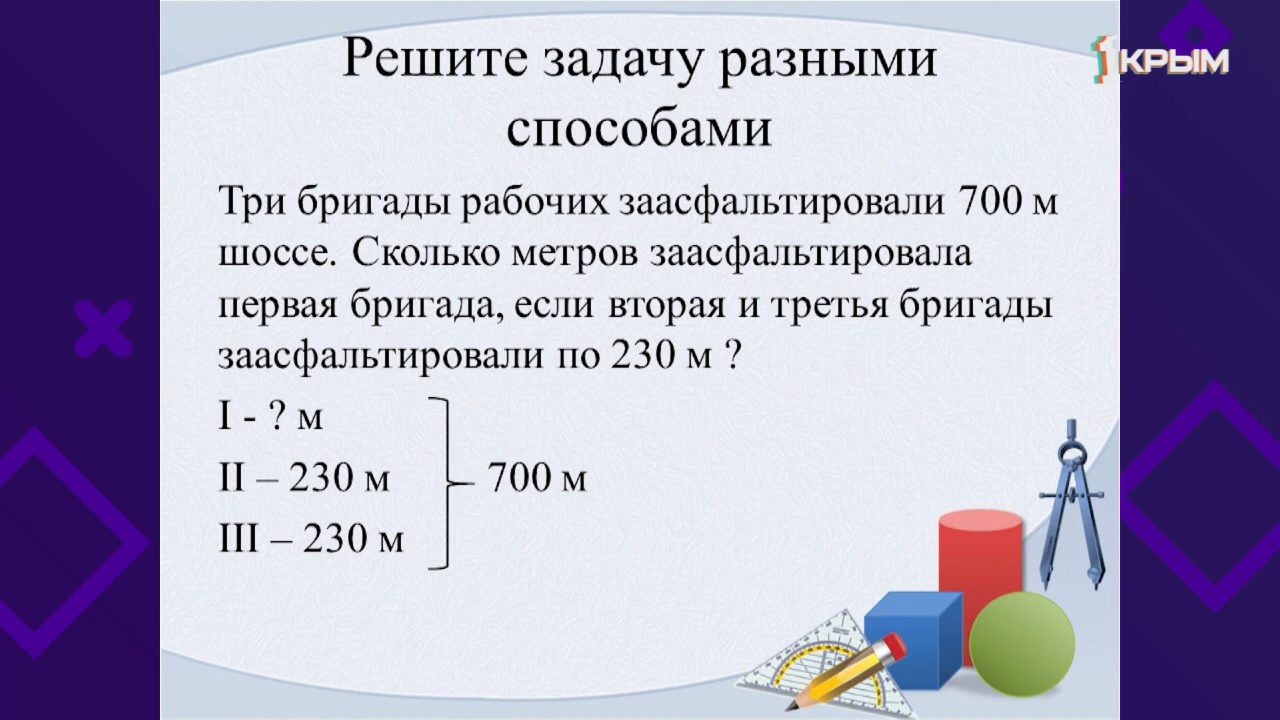 Решите задачу разными
способами
1 КРЫМ
Три бригады рабочих заасфальтировали 700 м
шоссе. Сколько метров заасфальтировала
первая бригада, если вторая и третья бригады
заасфальтировали по 230 м ?
I - ? м
II – 230 м 700 м
III – 230 м